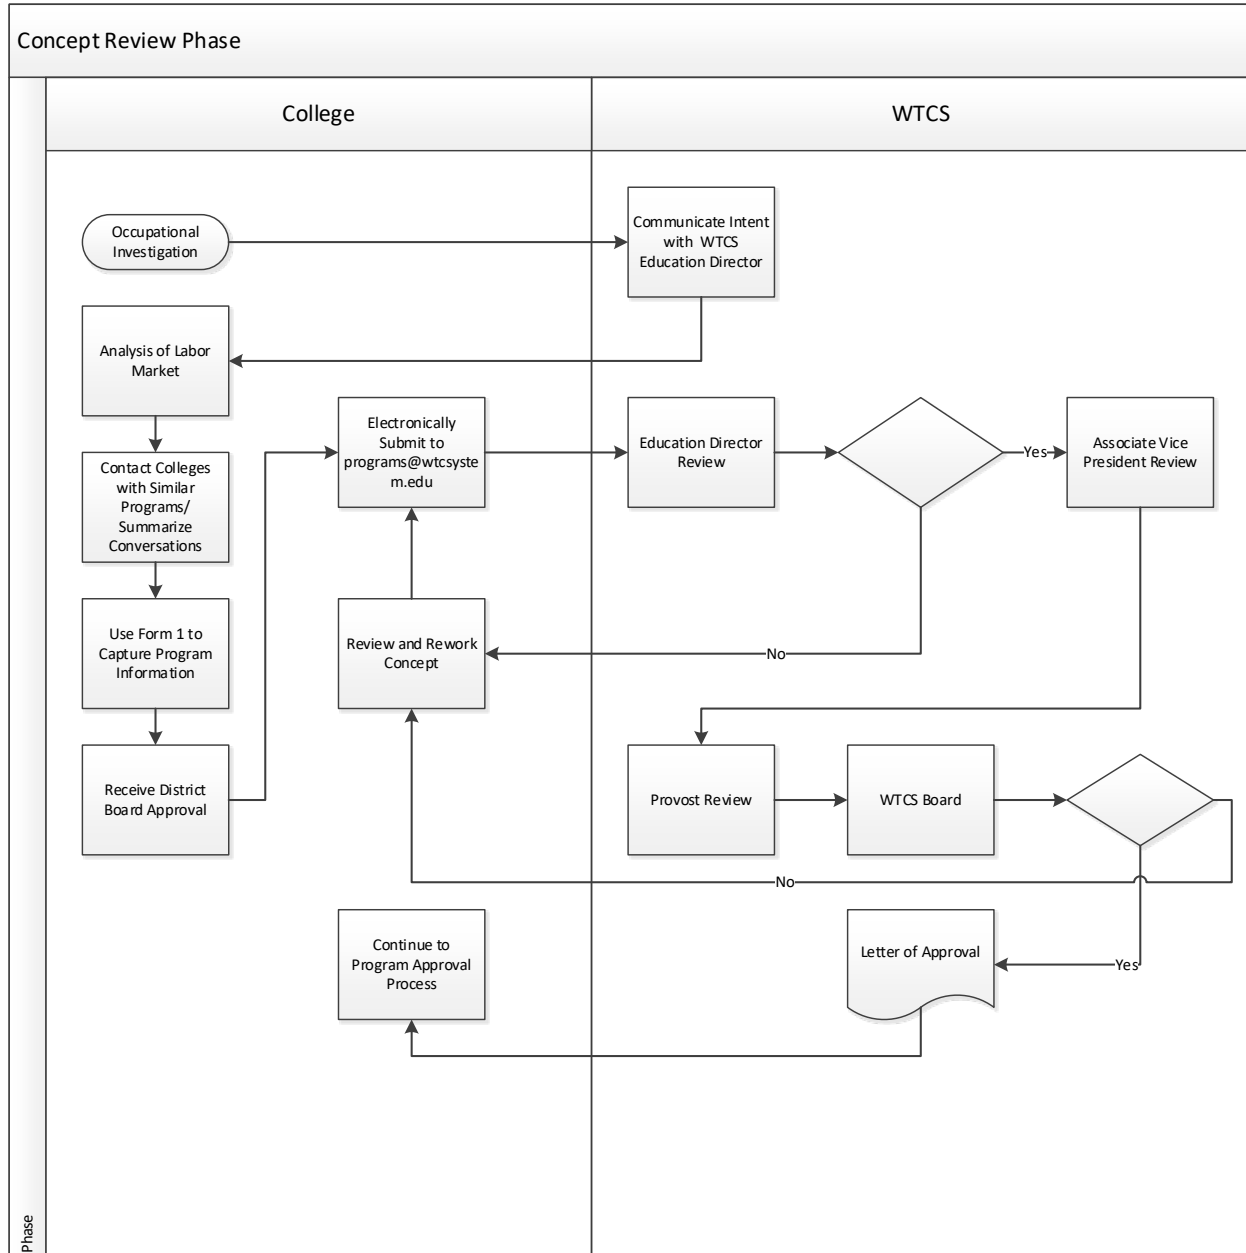 Concept Review Phase
College
WTCS
Occupational
Investigation
Communicate Intent
with WTCS
Education Director
Analysis of Labor
Market
Electronically
Submit to
programs@wtcsyste
m.edu
Education Director
Review
Yes
Associate Vice
President Review
Contact Colleges
with Similar
Programs/
Summarize
Conversations
Use Form 1 to
Capture Program
Information
Review and Rework
Concept
No
Receive District
Board Approval
Provost Review
WTCS Board
No
Continue to
Program Approval
Process
Letter of Approval
Yes
Phase